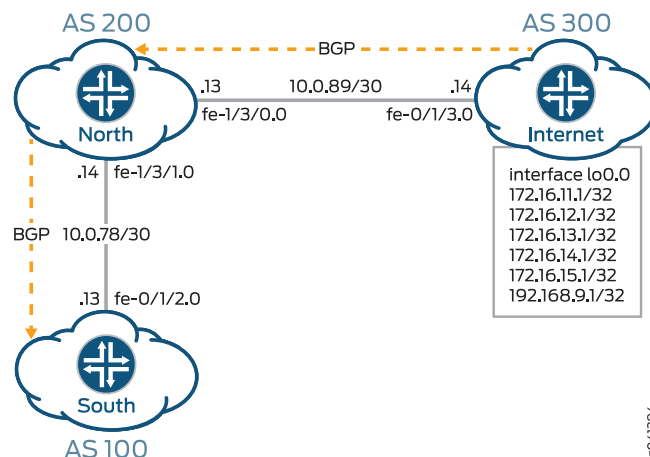 AS 200
AS 300
BGP
.13
10.0.89/30
.14
North
fe-1/3/0.0
fe-0/1/3.0
Internet
.14
fe-1/3/1.0
interface lo0.0
172.16.11.1/32
172.16.12.1/32
172.16.13.1/32
172.16.14.1/32
172.16.15.1/32
192.168.9.1/32
BGP
10.0.78/30
.13
fe-0/1/2.0
South
AS 100